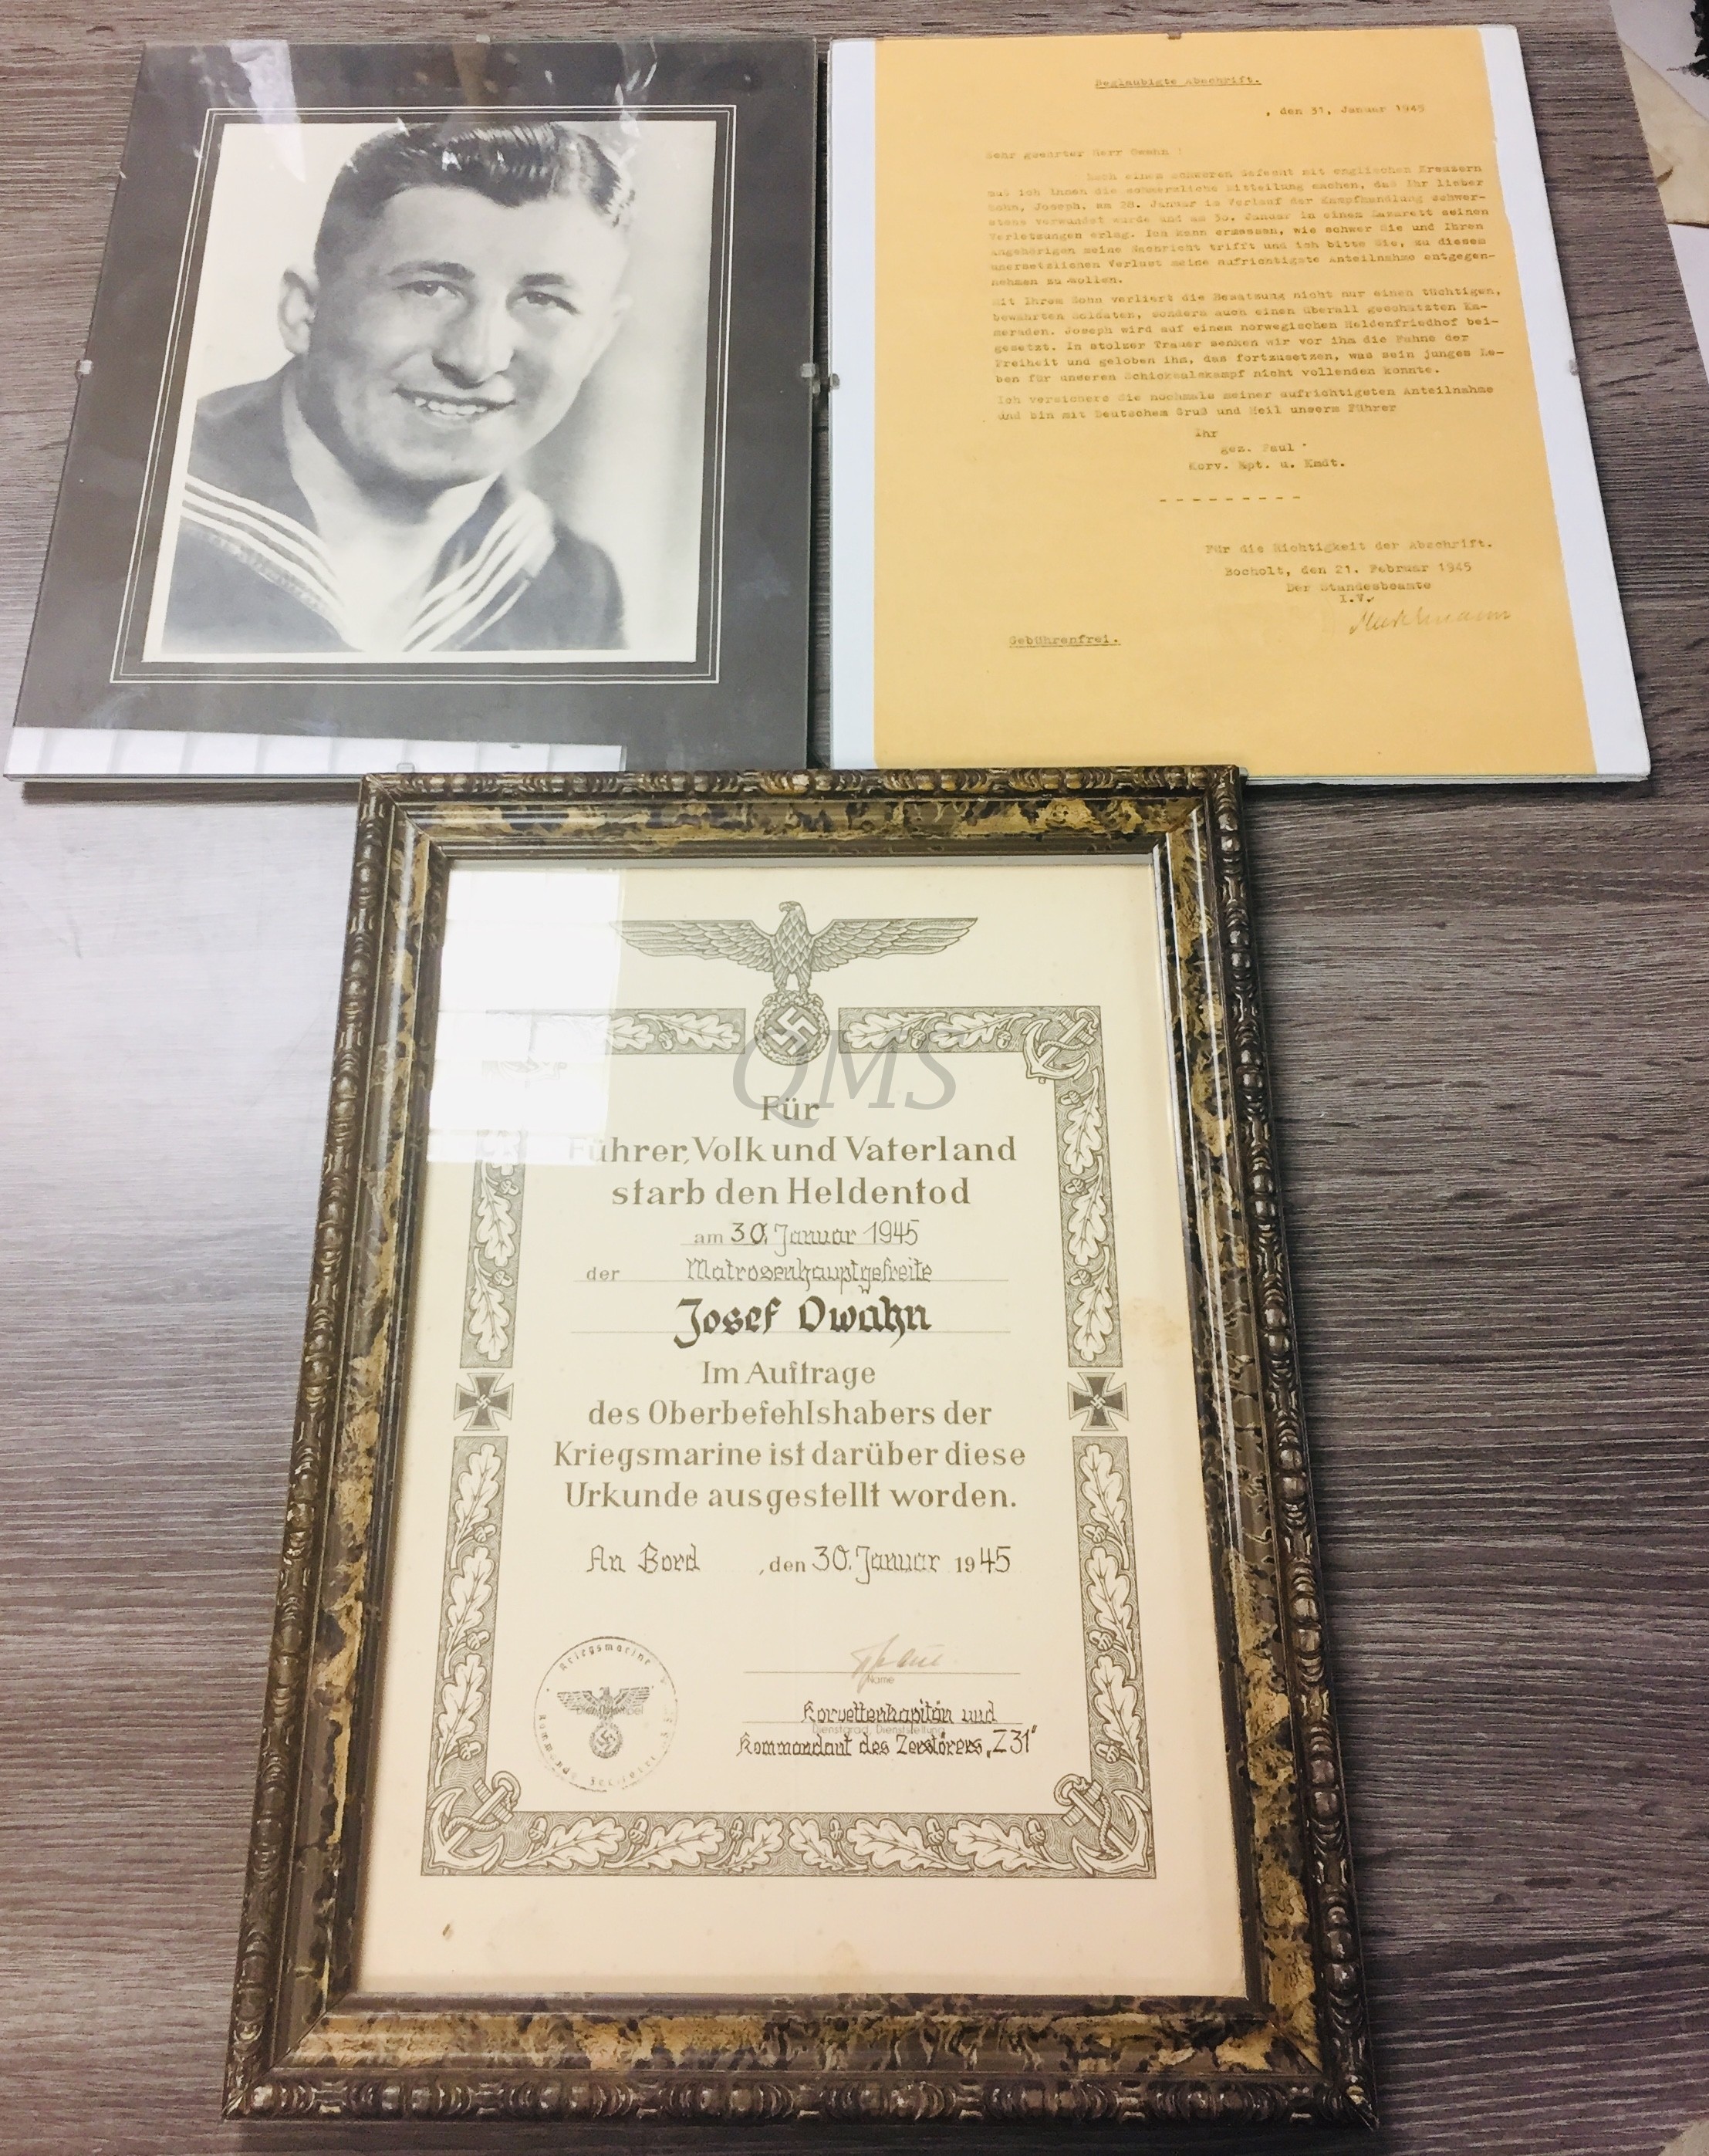 Beglaubigte Abschrift.
, den 31. Januar 1945
Sehr geehrter Herr Owahn !
Nach einem schweren Gefecht mit englischen Kreuzern
muß ich Ihnen die schmerzliche Mitteilung machen, daß Ihr lieber
Sohn, Joseph, am 28. Januar im Verlauf der Kampfhandlung schwer-
stens verwundet wurde und am 30. Januar in einem Lazarett seinen
Verletzungen erlag. Ich kann ermessen, wie schwer Sie und Ihren
Angehörigen meine Nachricht trifft und ich bitte Sie, zu diesem
unersetzlichen Verlust meine aufrichtigste Anteilnahme entgegen-
nehmen zu wollen.
Mit Ihrem Sohn verliert die Besatzung nicht nur einen tüchtigen,
bewährten Soldaten, sondern auch einen überall geschätzten Ka-
meraden. Joseph wird auf einem norwegischen Heldenfriedhof bei-
gesetzt. In stolzer Trauer senken wir vor ihm die Fahne der
Freiheit und geloben ihm, das fortzusetzen, was sein junges Le-
ben für unseren Schicksalskampf nicht vollenden konnte.
Ich versichere die nochmals meiner aufrichtigsten Anteilnahme
und bin mit Deutschem Gruß und Heil unserm Führer
Ihr
gez. Paul
Korv. Kpt. u. Kmdt.
- - - - - - - - -
Für die Richtigkeit der Abschrift.
Bocholt, den 21. Februar 1945
Der Standesbeamte
I.V.
Gebührenfrei.
QMS
Für
Führer, Volk und Vaterland
starb den Heldentod
am 30. Januar 1945
der Matrosenhauptgefreite
Josef Owahn
Im Auftrage
des Oberbefehlshabers der
Kriegsmarine ist darüber diese
Urkunde ausgestellt worden.
An Bord , den 30. Januar 1945
Kriegsmarine
Kommando Zerstörer
Paul
Name
Korvettenkapitän und
Dienstgrad, Dienststellung
Kommandant des Zerstörers „Z 31"